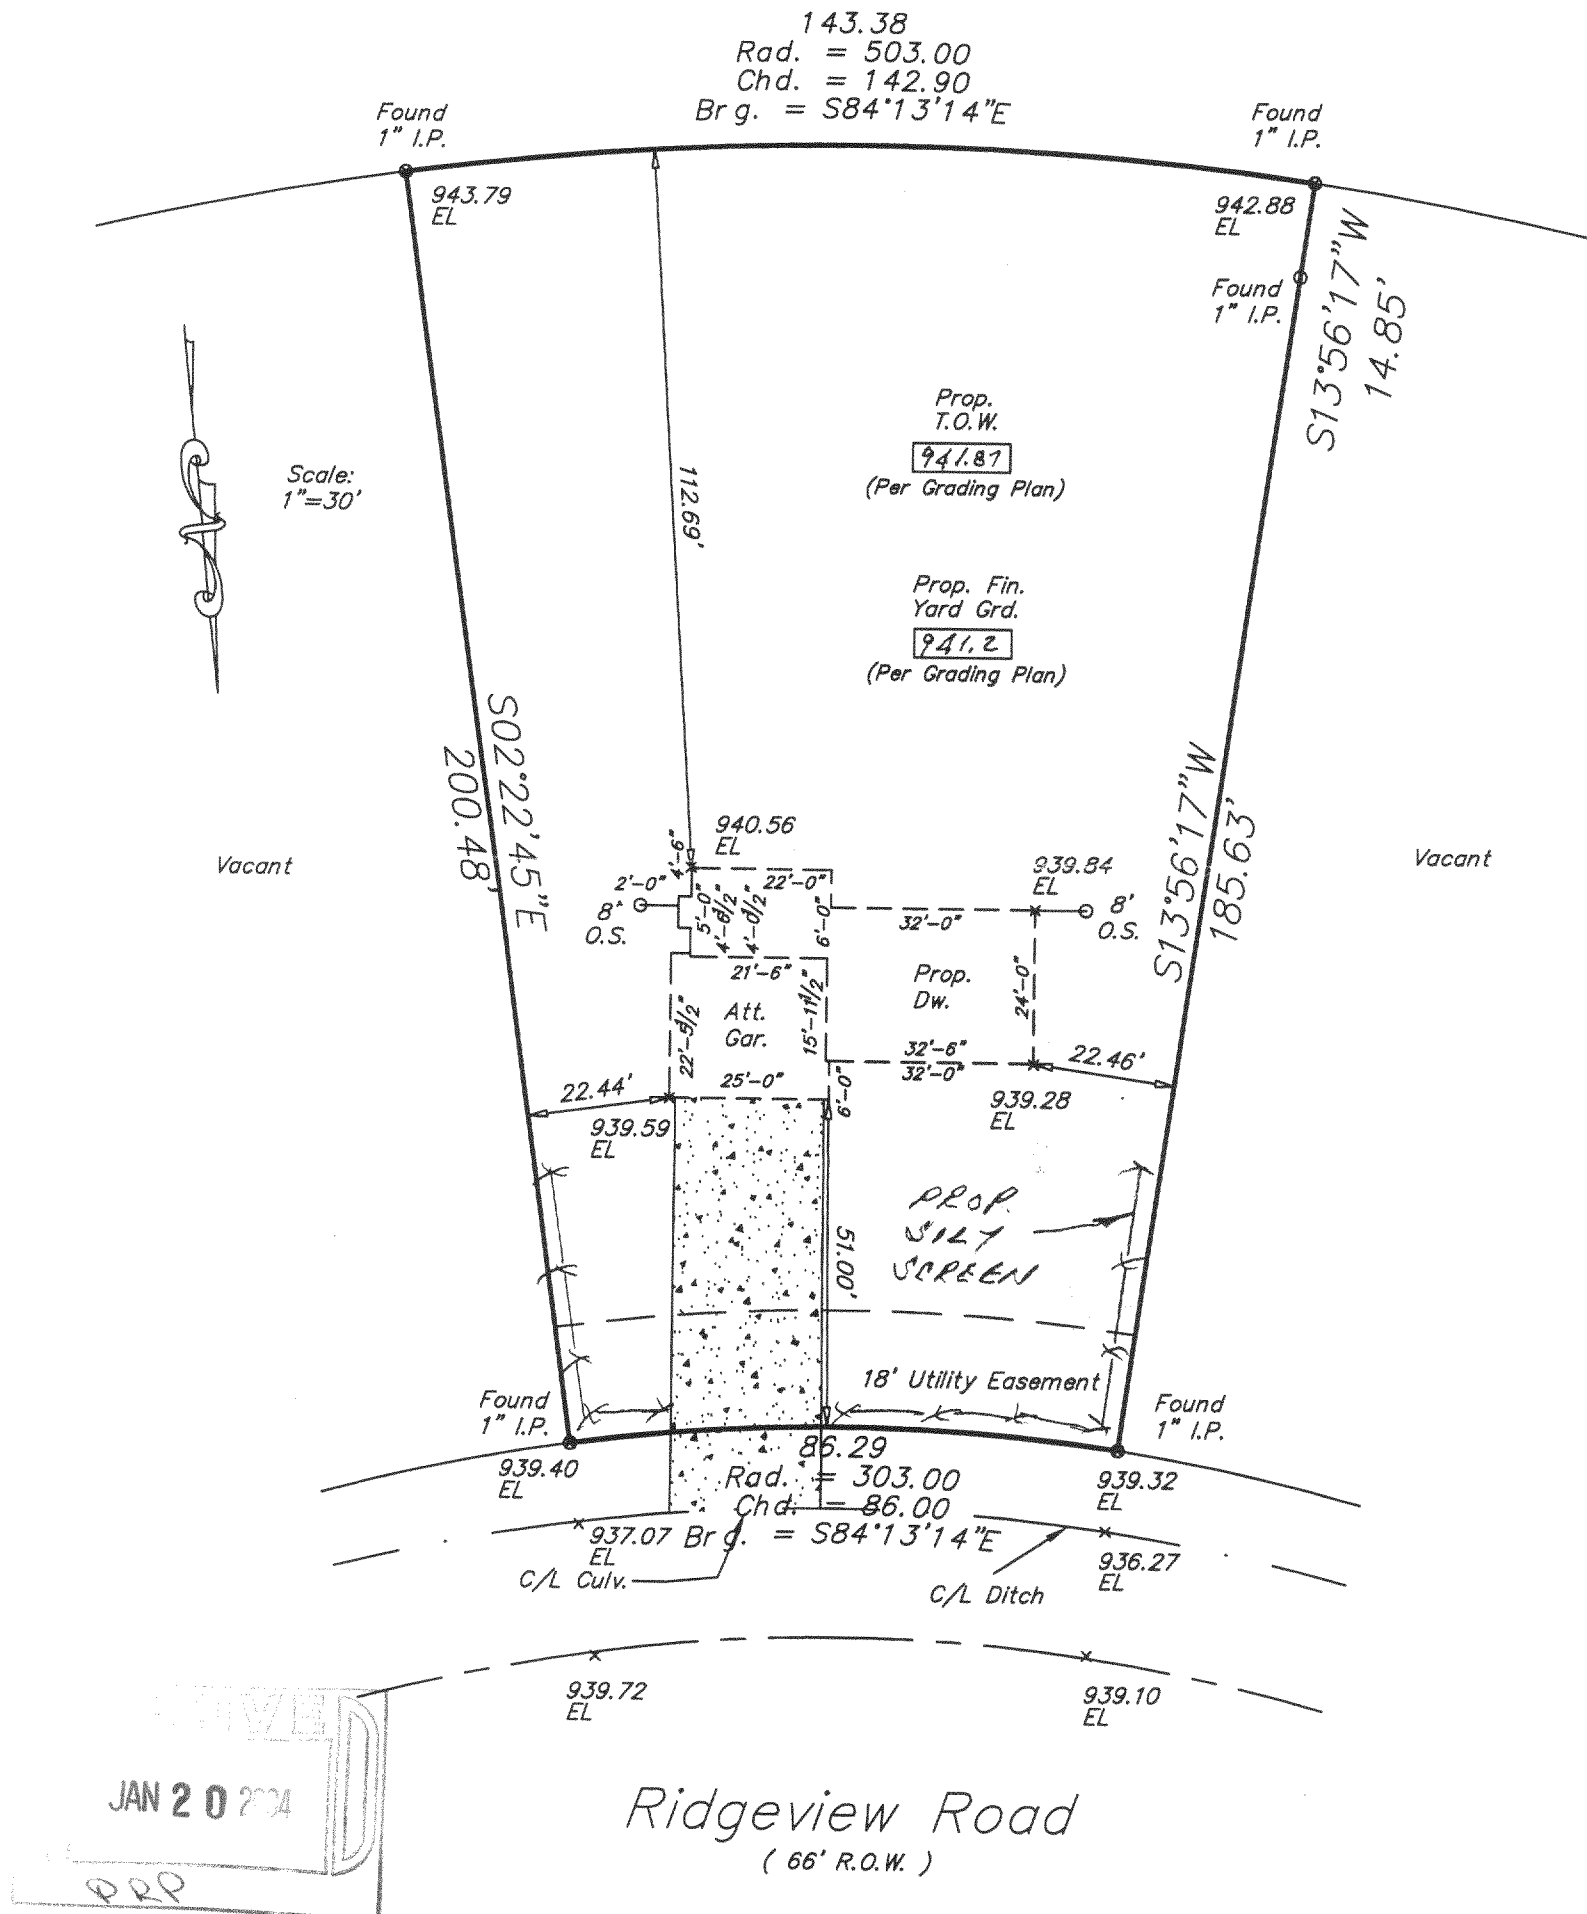 143.38
Rad. = 503.00
Chd. = 142.90
Brg. = S84°13'14"E
Found
1" I.P.
Found
1" I.P.
943.79
EL
942.88
EL
Found
1" I.P.
S13°56'17"W
14.85'
Scale:
1"=30'
112.69'
Prop.
T.O.W.
941.87
(Per Grading Plan)
Prop. Fin.
Yard Grd.
941.2
(Per Grading Plan)
S02°22'45"E
200.48'
S13°56'17"W
185.63'
Vacant
Vacant
940.56
EL
4'-6"
2'-0"
8'
O.S.
5'-0"
22'-0"
6'-0"
32'-0"
939.84
EL
8'
O.S.
21'-6"
Att.
Gar.
15'-11 1/2"
Prop.
Dw.
24'-0"
25'-0"
32'-6"
32'-0"
22.46'
22.44'
939.59
EL
939.28
EL
PROP.
SILT
SCREEN
51.00'
18' Utility Easement
Found
1" I.P.
Found
1" I.P.
939.40
EL
86.29
Rad. = 303.00
Chd. = 86.00
Brg. = S84°13'14"E
939.32
EL
937.07
EL
936.27
EL
C/L Culv.
C/L Ditch
939.72
EL
939.10
EL
JAN 20 2004
Ridgeview Road
( 66' R.O.W. )